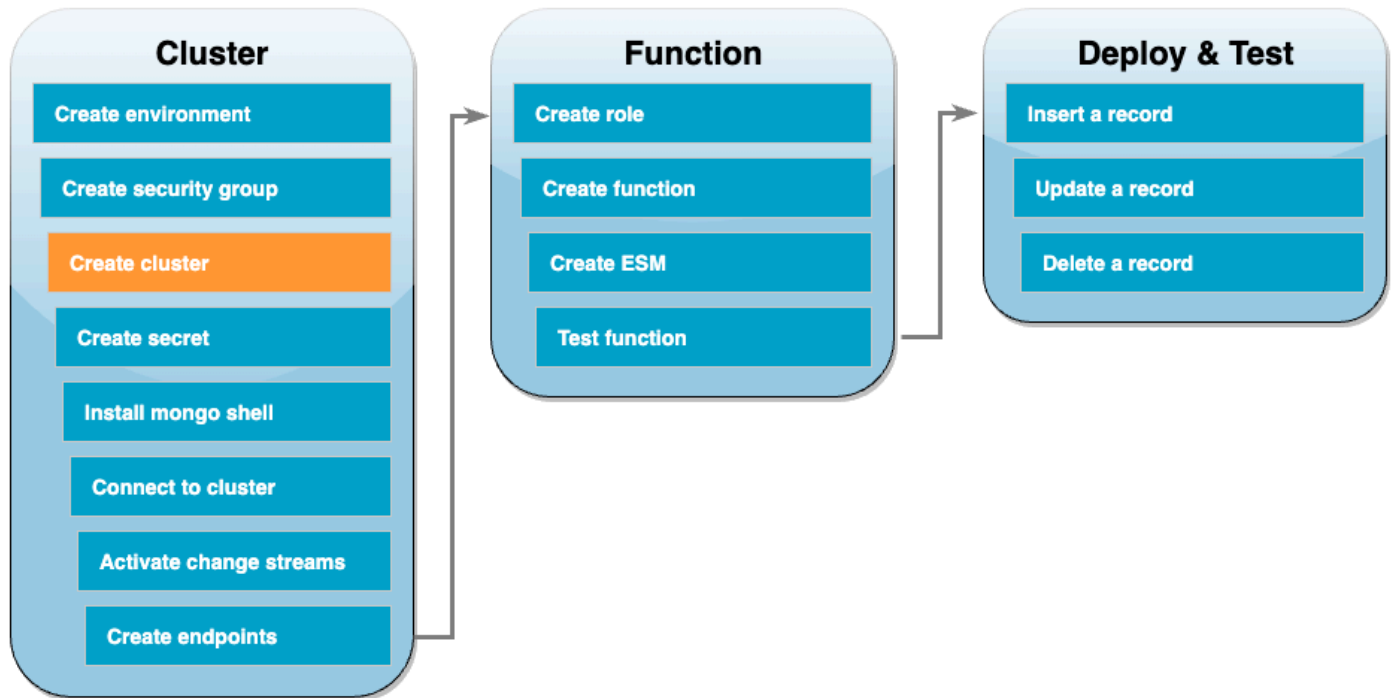 Cluster
Create environment
Create security group
Create cluster
Create secret
Install mongo shell
Connect to cluster
Activate change streams
Create endpoints
Function
Create role
Create function
Create ESM
Test function
Deploy & Test
Insert a record
Update a record
Delete a record